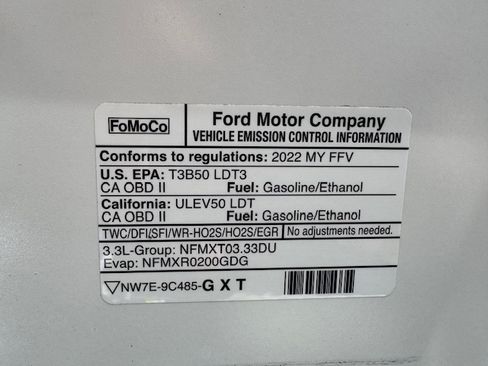 FoMoCo
Ford Motor Company
VEHICLE EMISSION CONTROL INFORMATION
Conforms to regulations: 2022 MY FFV
U.S. EPA: T3B50 LDT3
CA OBD II Fuel: Gasoline/Ethanol
California: ULEV50 LDT
CA OBD II Fuel: Gasoline/Ethanol
TWC/DFI/SFI/WR-HO2S/HO2S/EGR No adjustments needed.
3.3L-Group: NFMXT03.33DU
Evap: NFMXR0200GDG
NW7E-9C485-GXT